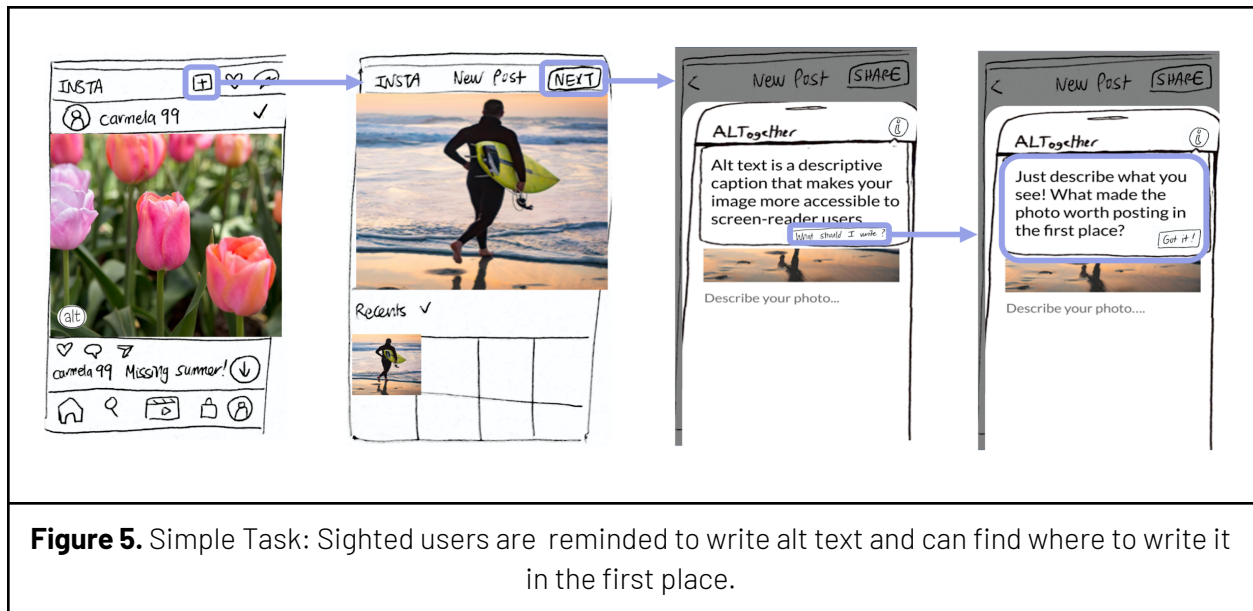 INSTA
carmela 99
alt
carmela 99 Missing summer!
INSTA New Post NEXT
Recents
New Post SHARE
ALTogether
i
Alt text is a descriptive
caption that makes your
image more accessible to
screen-reader users
What should I write?
Describe your photo...
New Post SHARE
ALTogether
i
Just describe what you
see! What made the
photo worth posting in
the first place?
Got it!
Describe your photo....
Figure 5. Simple Task: Sighted users are reminded to write alt text and can find where to write it
in the first place.